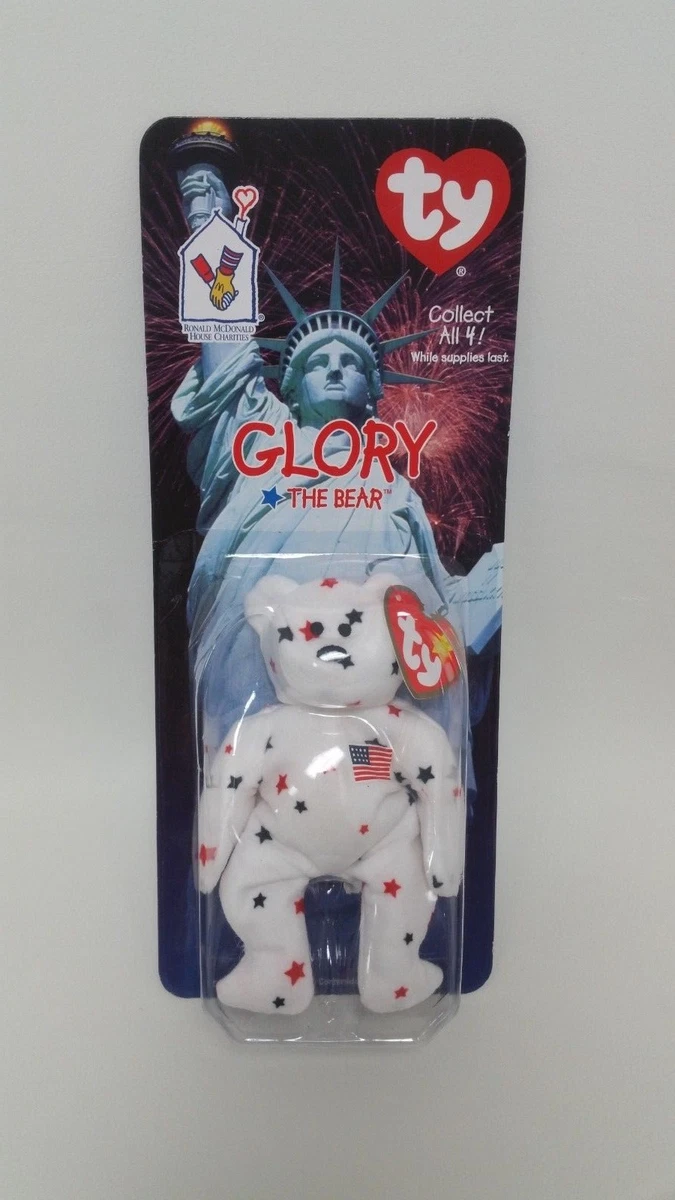 ty
®
RONALD MCDONALD
HOUSE CHARITIES
®
Collect
All 4!
While supplies last.
GLORY
THE BEAR™
ty